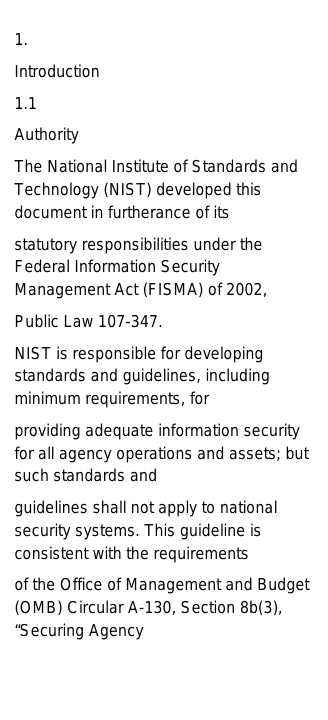 1.
Introduction
1.1
Authority
The National Institute of Standards and
Technology (NIST) developed this
document in furtherance of its
statutory responsibilities under the
Federal Information Security
Management Act (FISMA) of 2002,
Public Law 107-347.
NIST is responsible for developing
standards and guidelines, including
minimum requirements, for
providing adequate information security
for all agency operations and assets; but
such standards and
guidelines shall not apply to national
security systems. This guideline is
consistent with the requirements
of the Office of Management and Budget
(OMB) Circular A-130, Section 8b(3),
“Securing Agency